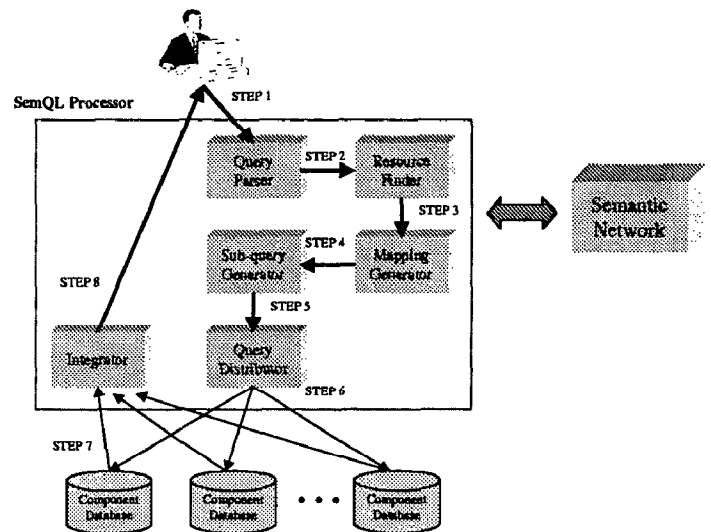 STEP 1
SemQL Processor
Query
Parser
STEP 2
Resource
Finder
STEP 3
Semantic
Network
Sub-query
Generator
STEP 4
Mapping
Generator
STEP 8
STEP 5
Integrator
Query
Distributor
STEP 6
STEP 7
Component
Database
Component
Database
Component
Database